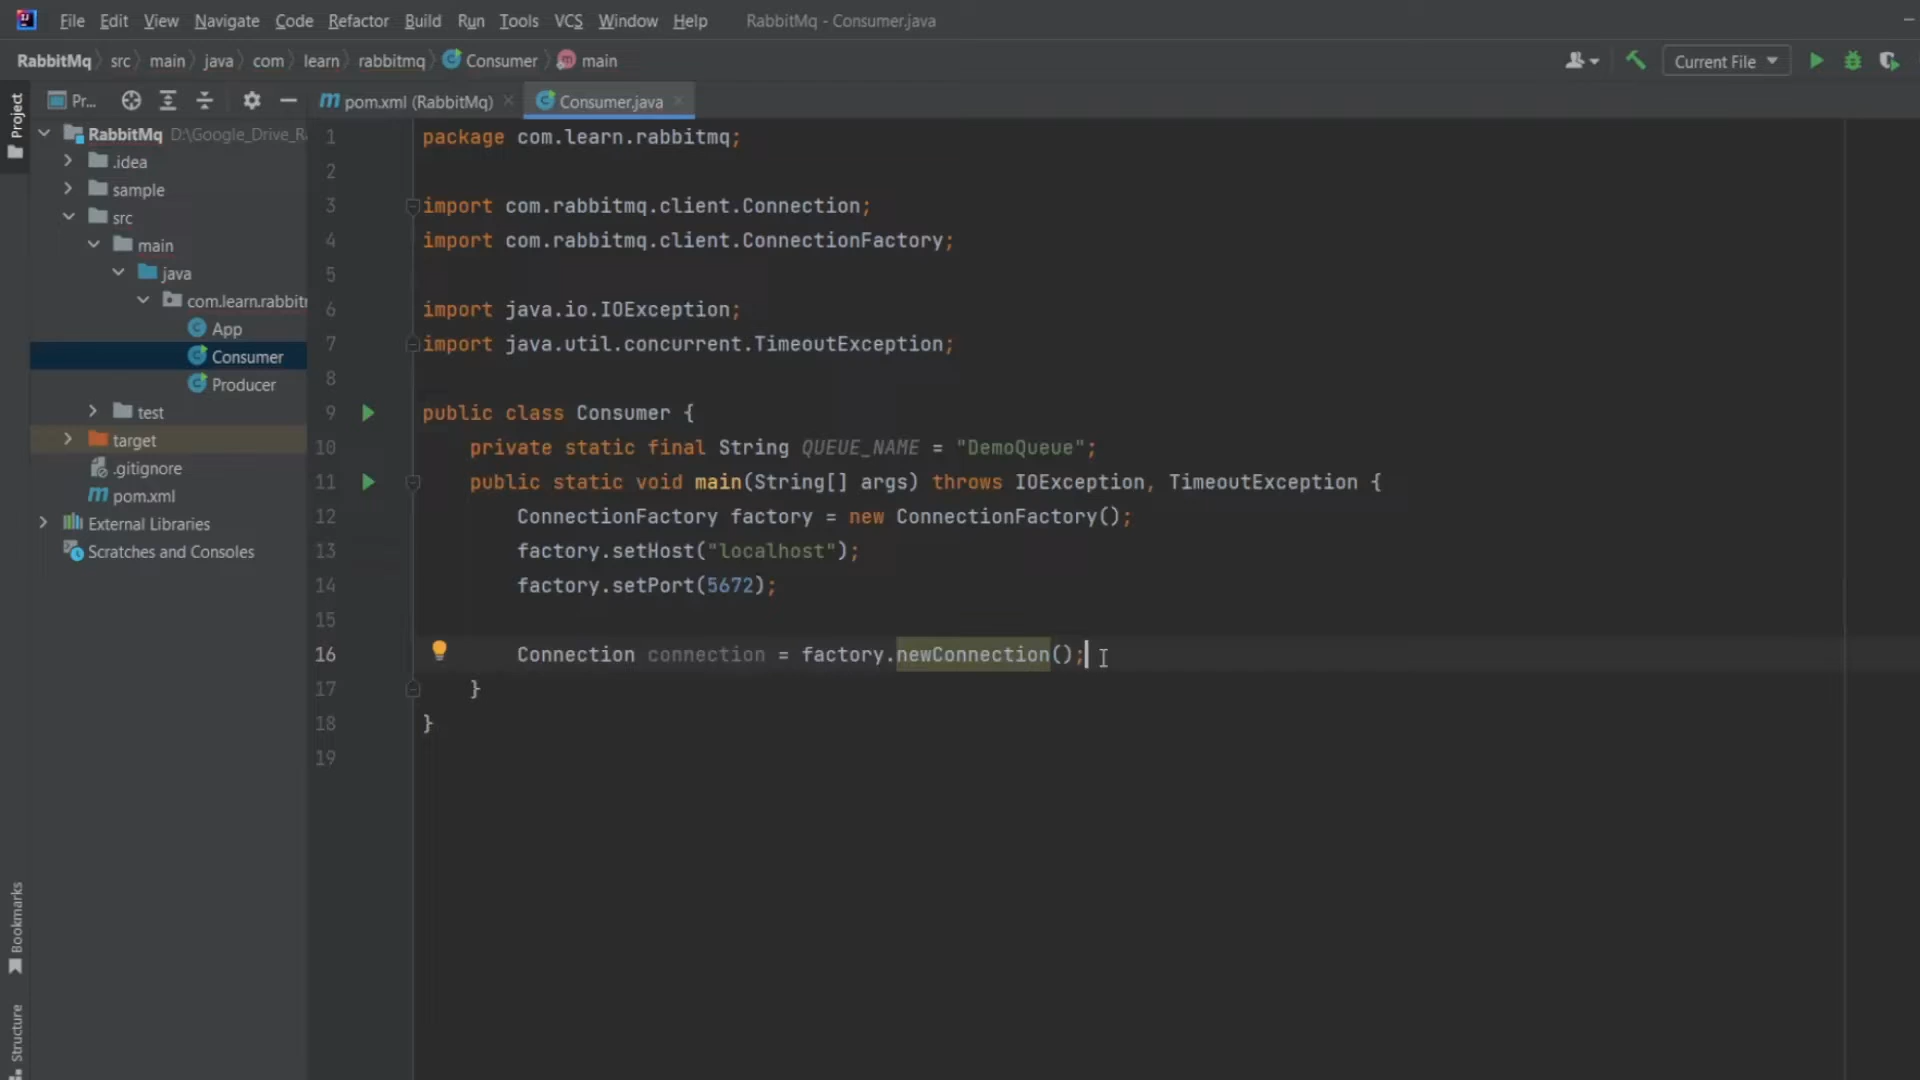 File Edit View Navigate Code Refactor Build Run Tools VCS Window Help RabbitMq - Consumer.java
RabbitMq src main java com learn rabbitmq Consumer main Current File
Project
Pr...
pom.xml (RabbitMq) Consumer.java
RabbitMq D:\Google_Drive_R
.idea
sample
src
main
java
com.learn.rabbit
App
Consumer
Producer
test
target
.gitignore
pom.xml
External Libraries
Scratches and Consoles
Bookmarks
Structure
1 package com.learn.rabbitmq;
2
3 import com.rabbitmq.client.Connection;
4 import com.rabbitmq.client.ConnectionFactory;
5
6 import java.io.IOException;
7 import java.util.concurrent.TimeoutException;
8
9 public class Consumer {
10 private static final String QUEUE_NAME = "DemoQueue";
11 public static void main(String[] args) throws IOException, TimeoutException {
12 ConnectionFactory factory = new ConnectionFactory();
13 factory.setHost("localhost");
14 factory.setPort(5672);
15
16 Connection connection = factory.newConnection();
17 }
18 }
19